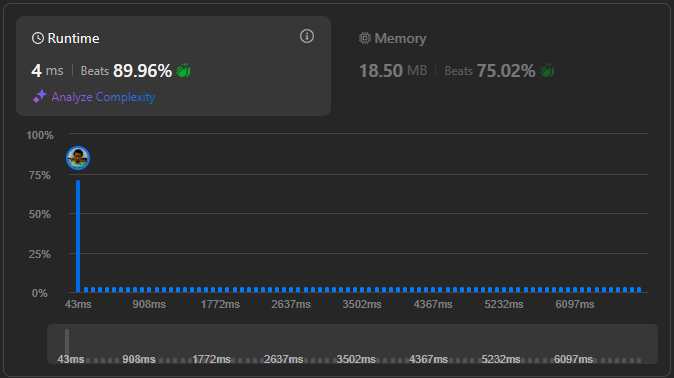 Runtime
4 ms | Beats 89.96%
Analyze Complexity
Memory
18.50 MB | Beats 75.02%
100%
75%
50%
25%
0%
43ms 908ms 1772ms 2637ms 3502ms 4367ms 5232ms 6097ms
43ms 908ms 1772ms 2637ms 3502ms 4367ms 5232ms 6097ms